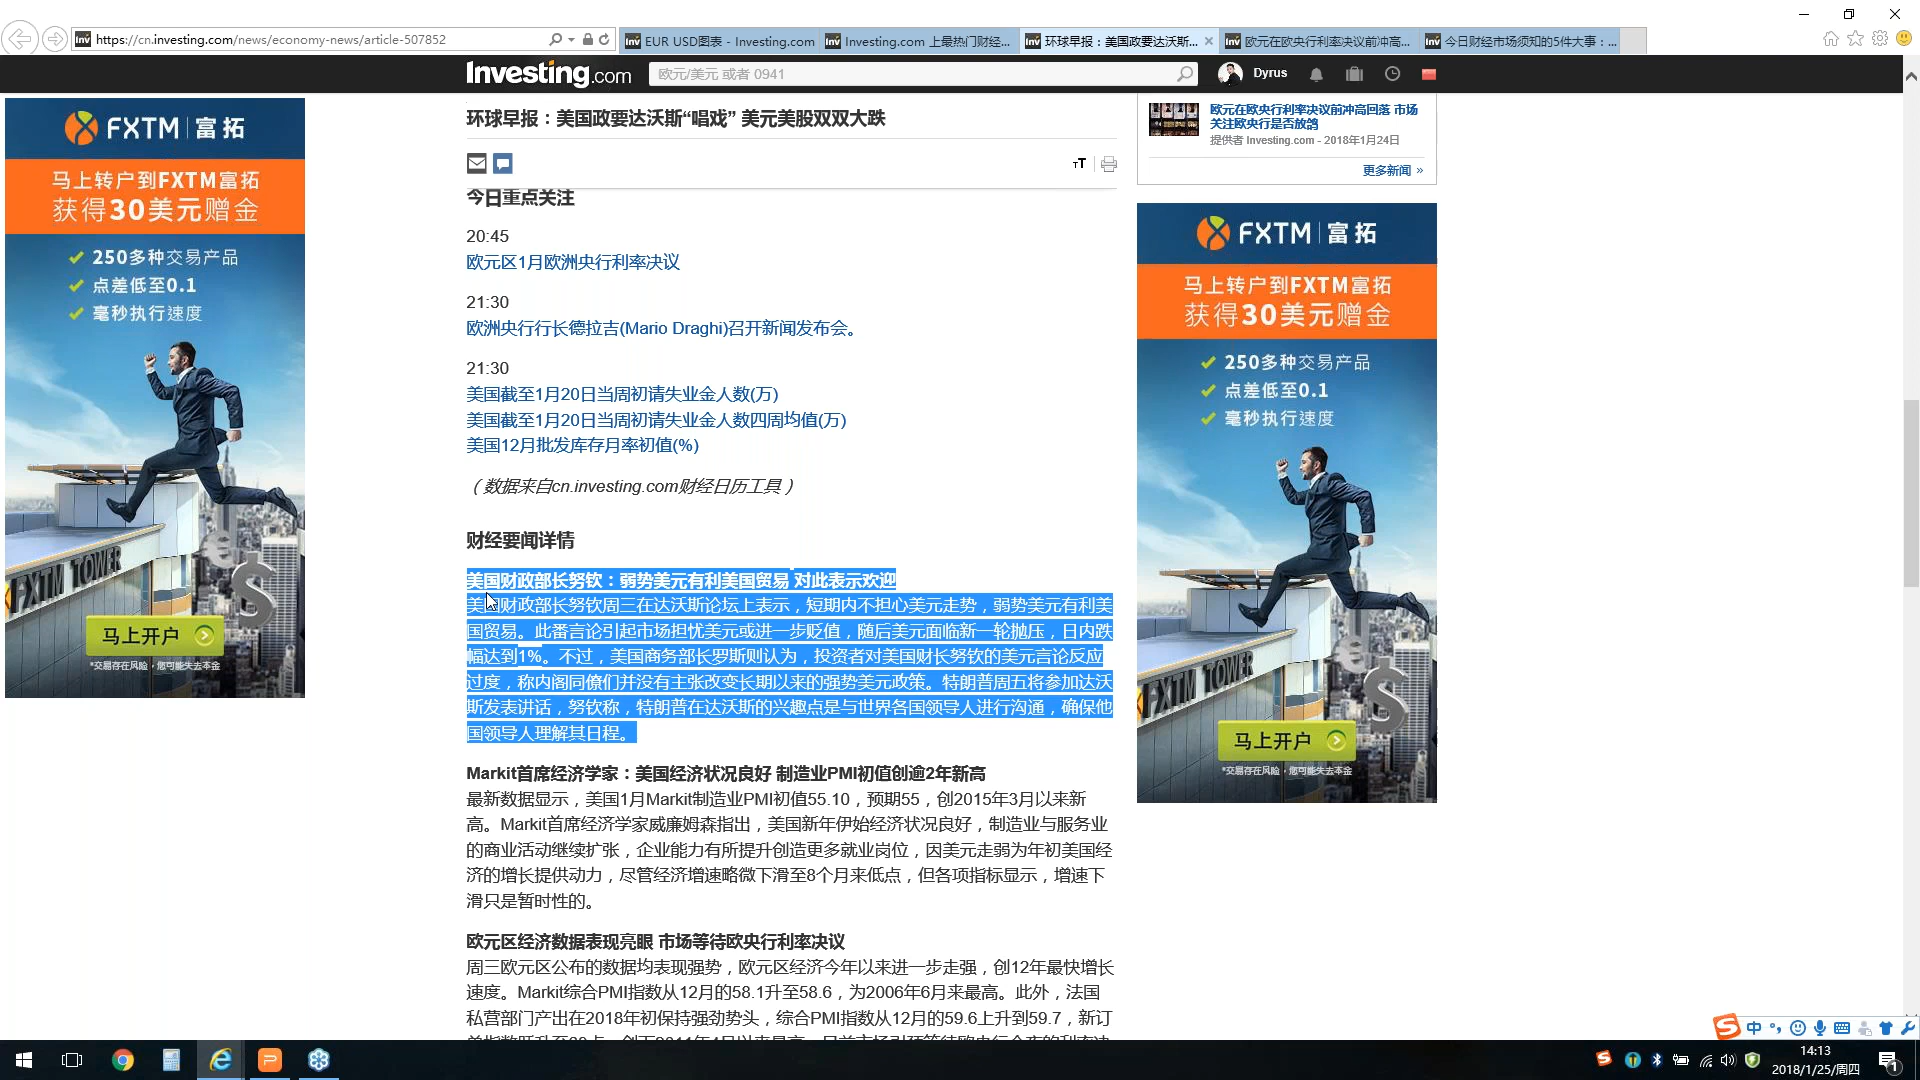 https://cn.investing.com/news/economy-news/article-507852
EUR USD图表 - Investing.com
Investing.com 上最热门财经...
环球早报：美国政要达沃斯...
欧元在欧央行利率决议前冲高...
今日财经市场须知的5件大事：...
Investing.com
欧元/美元 或者 0941
Dyrus
FXTM 富拓
马上转户到FXTM富拓
获得30美元赠金
250多种交易产品
点差低至0.1
毫秒执行速度
FXTM TOWER
马上开户
*交易存在风险，您可能失去本金
环球早报：美国政要达沃斯“唱戏” 美元美股双双大跌
TT
今日重点关注
20:45
欧元区1月欧洲央行利率决议
21:30
欧洲央行行长德拉吉(Mario Draghi)召开新闻发布会。
21:30
美国截至1月20日当周初请失业金人数(万)
美国截至1月20日当周初请失业金人数四周均值(万)
美国12月批发库存月率初值(%)
（数据来自cn.investing.com财经日历工具）
财经要闻详情
美国财政部长努钦：弱势美元有利美国贸易 对此表示欢迎
美国财政部长努钦周三在达沃斯论坛上表示，短期内不担心美元走势，弱势美元有利美
国贸易。此番言论引起市场担忧美元或进一步贬值，随后美元面临新一轮抛压，日内跌
幅达到1%。不过，美国商务部长罗斯则认为，投资者对美国财长努钦的美元言论反应
过度，称内阁同僚们并没有主张改变长期以来的强势美元政策。特朗普周五将参加达沃
斯发表讲话，努钦称，特朗普在达沃斯的兴趣点是与世界各国领导人进行沟通，确保他
国领导人理解其日程。
Markit首席经济学家：美国经济状况良好 制造业PMI初值创逾2年新高
最新数据显示，美国1月Markit制造业PMI初值55.10，预期55，创2015年3月以来新
高。Markit首席经济学家威廉姆森指出，美国新年伊始经济状况良好，制造业与服务业
的商业活动继续扩张，企业能力有所提升创造更多就业岗位，因美元走弱为年初美国经
济的增长提供动力，尽管经济增速略微下滑至8个月来低点，但各项指标显示，增速下
滑只是暂时性的。
欧元区经济数据表现亮眼 市场等待欧央行利率决议
周三欧元区公布的数据均表现强势，欧元区经济今年以来进一步走强，创12年最快增长
速度。Markit综合PMI指数从12月的58.1升至58.6，为2006年6月来最高。此外，法国
私营部门产出在2018年初保持强劲势头，综合PMI指数从12月的59.6上升到59.7，新订
欧元在欧央行利率决议前冲高回落 市场
关注欧央行是否放鸽
提供者 Investing.com - 2018年1月24日
更多新闻 »
FXTM 富拓
马上转户到FXTM富拓
获得30美元赠金
250多种交易产品
点差低至0.1
毫秒执行速度
FXTM TOWER
马上开户
*交易存在风险，您可能失去本金
中
14:13
2018/1/25/周四
1